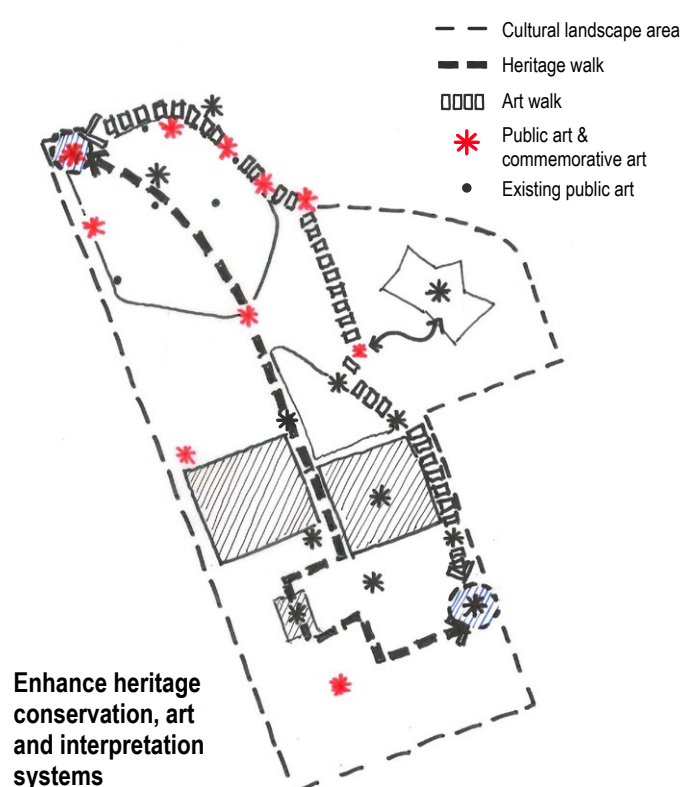 Cultural landscape area
Heritage walk
Art walk
Public art &
commemorative art
Existing public art
Enhance heritage
conservation, art
and interpretation
systems